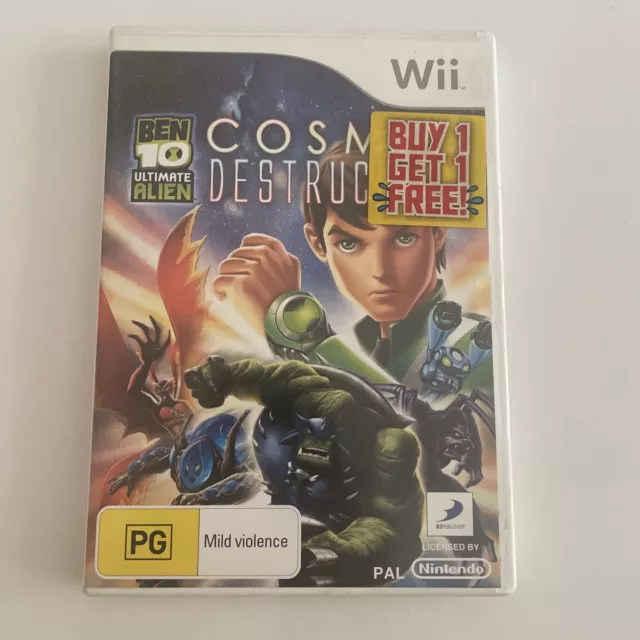 Wii
BEN
10
ULTIMATE
ALIEN
COSM
DESTRUC
BUY 1
GET 1
FREE!
PG
Mild violence
D3PUBLISHER
LICENSED BY
PAL
Nintendo